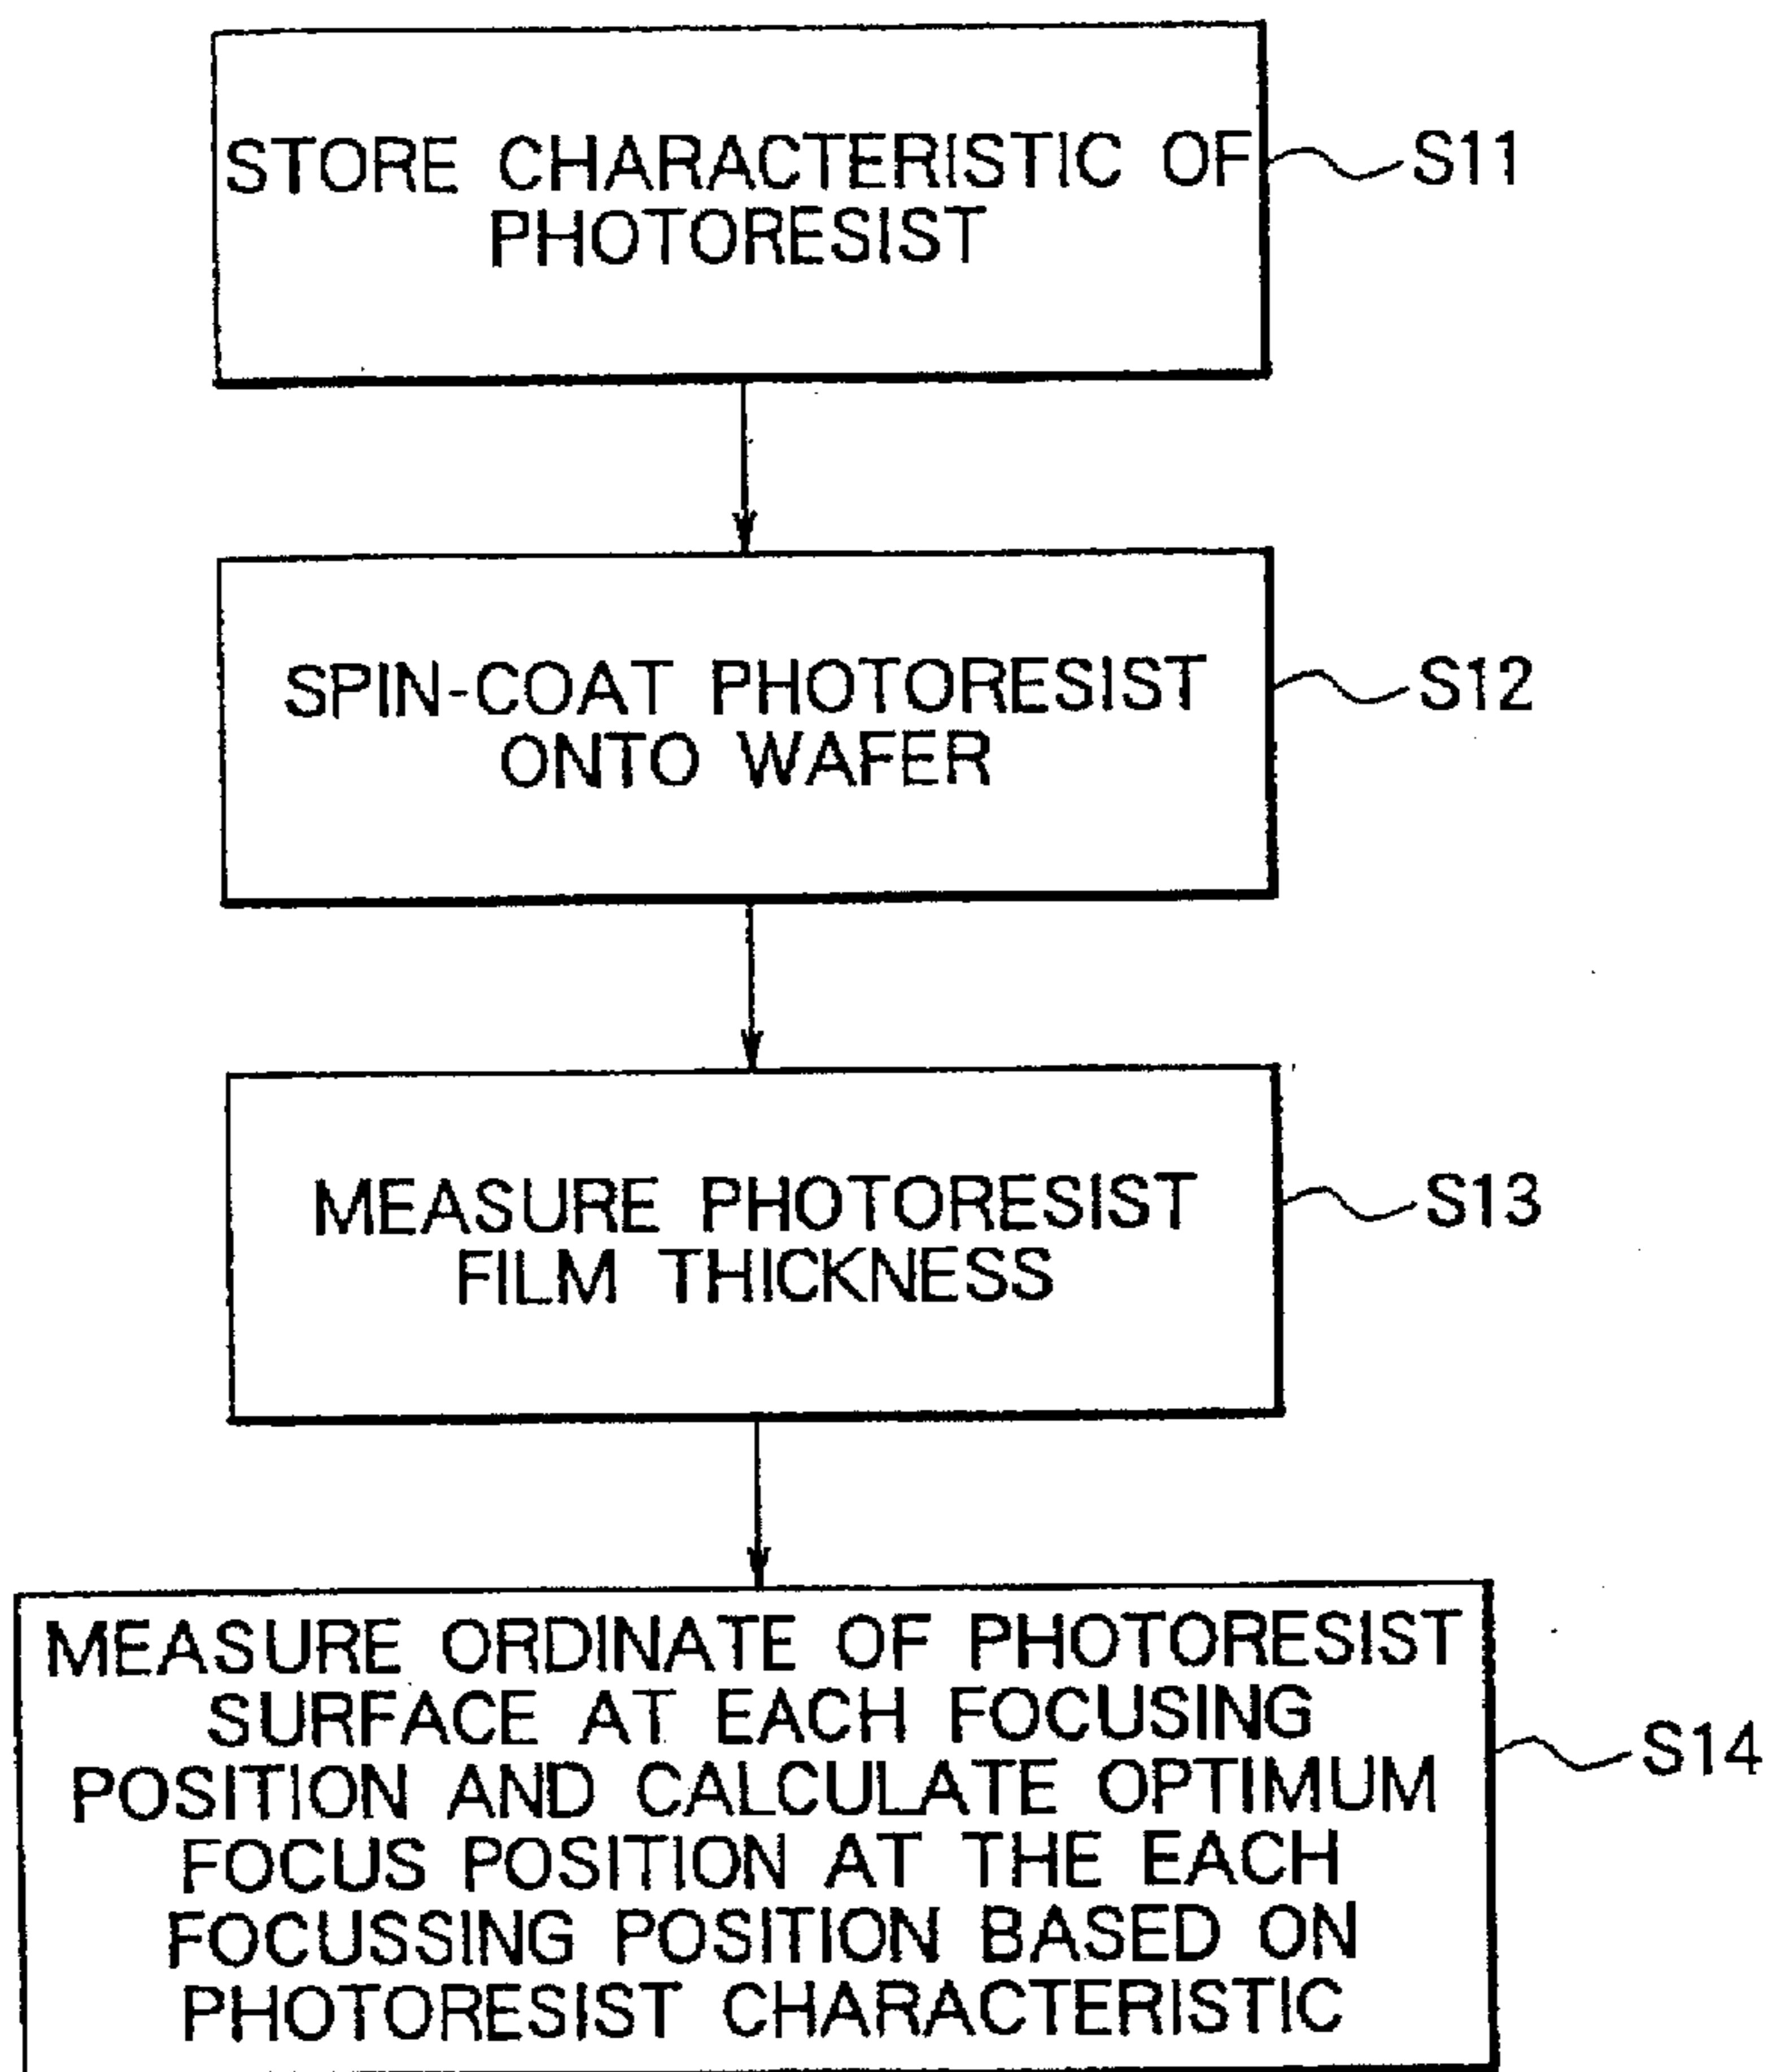 STORE CHARACTERISTIC OF
PHOTORESIST
S11
SPIN-COAT PHOTORESIST
ONTO WAFER
S12
MEASURE PHOTORESIST
FILM THICKNESS
S13
MEASURE ORDINATE OF PHOTORESIST
SURFACE AT EACH FOCUSING
POSITION AND CALCULATE OPTIMUM
FOCUS POSITION AT THE EACH
FOCUSSING POSITION BASED ON
PHOTORESIST CHARACTERISTIC
S14